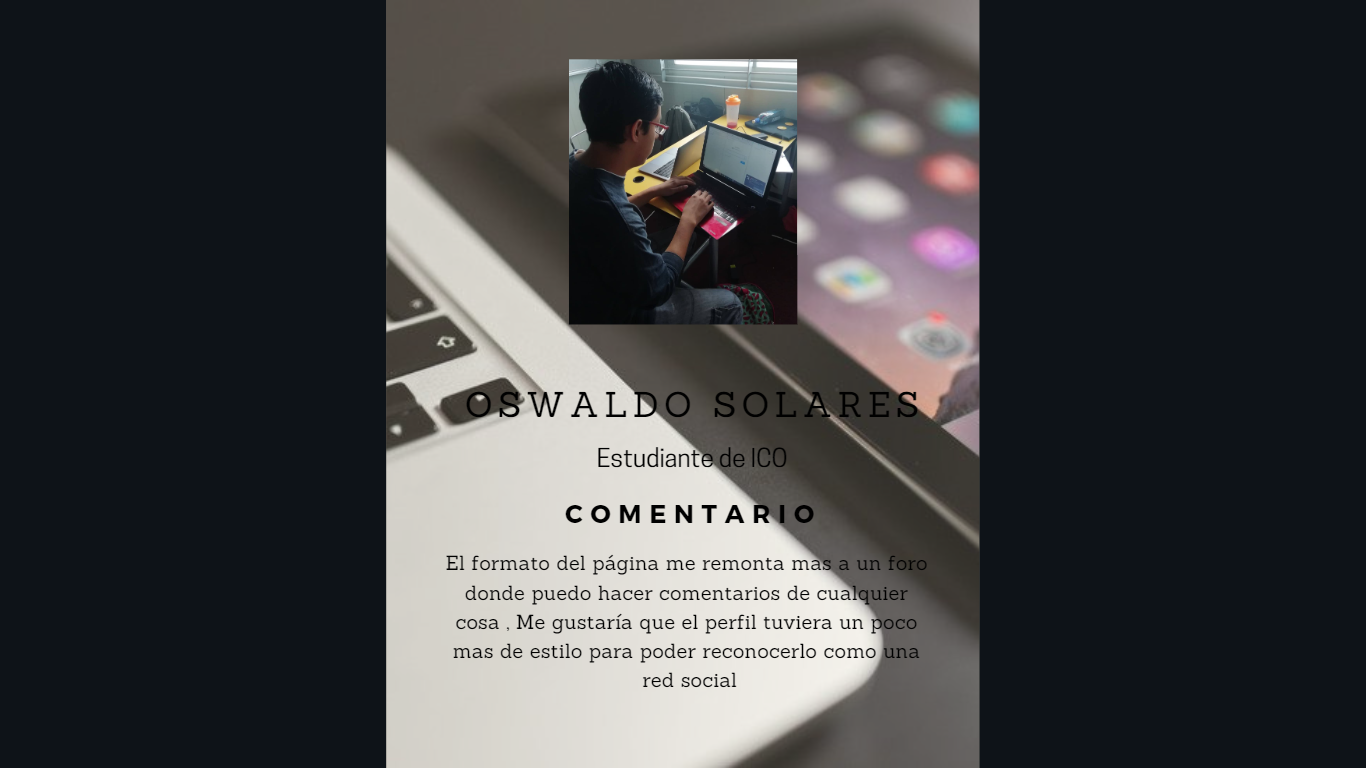 OSWALDO SOLARES
Estudiante de ICO
COMENTARIO
El formato del página me remonta mas a un foro
donde puedo hacer comentarios de cualquier
cosa , Me gustaría que el perfil tuviera un poco
mas de estilo para poder reconocerlo como una
red social